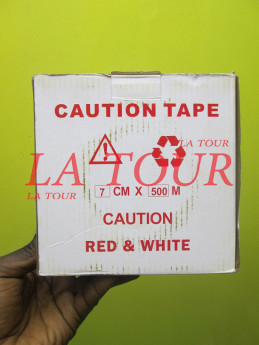 CAUTION TAPE
LA TOUR
LA TOUR
LA TOUR
7 CM X 500 M
CAUTION
RED & WHITE